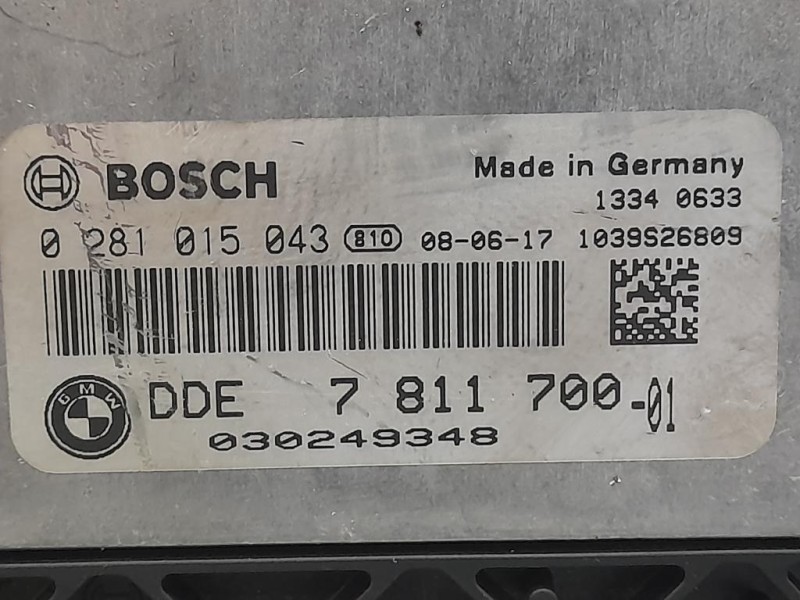 BOSCH
Made in Germany
1334 0633
0 281 015 043 810 08-06-17 1039S26809
GMW
DDE 7 811 700-01
030249348